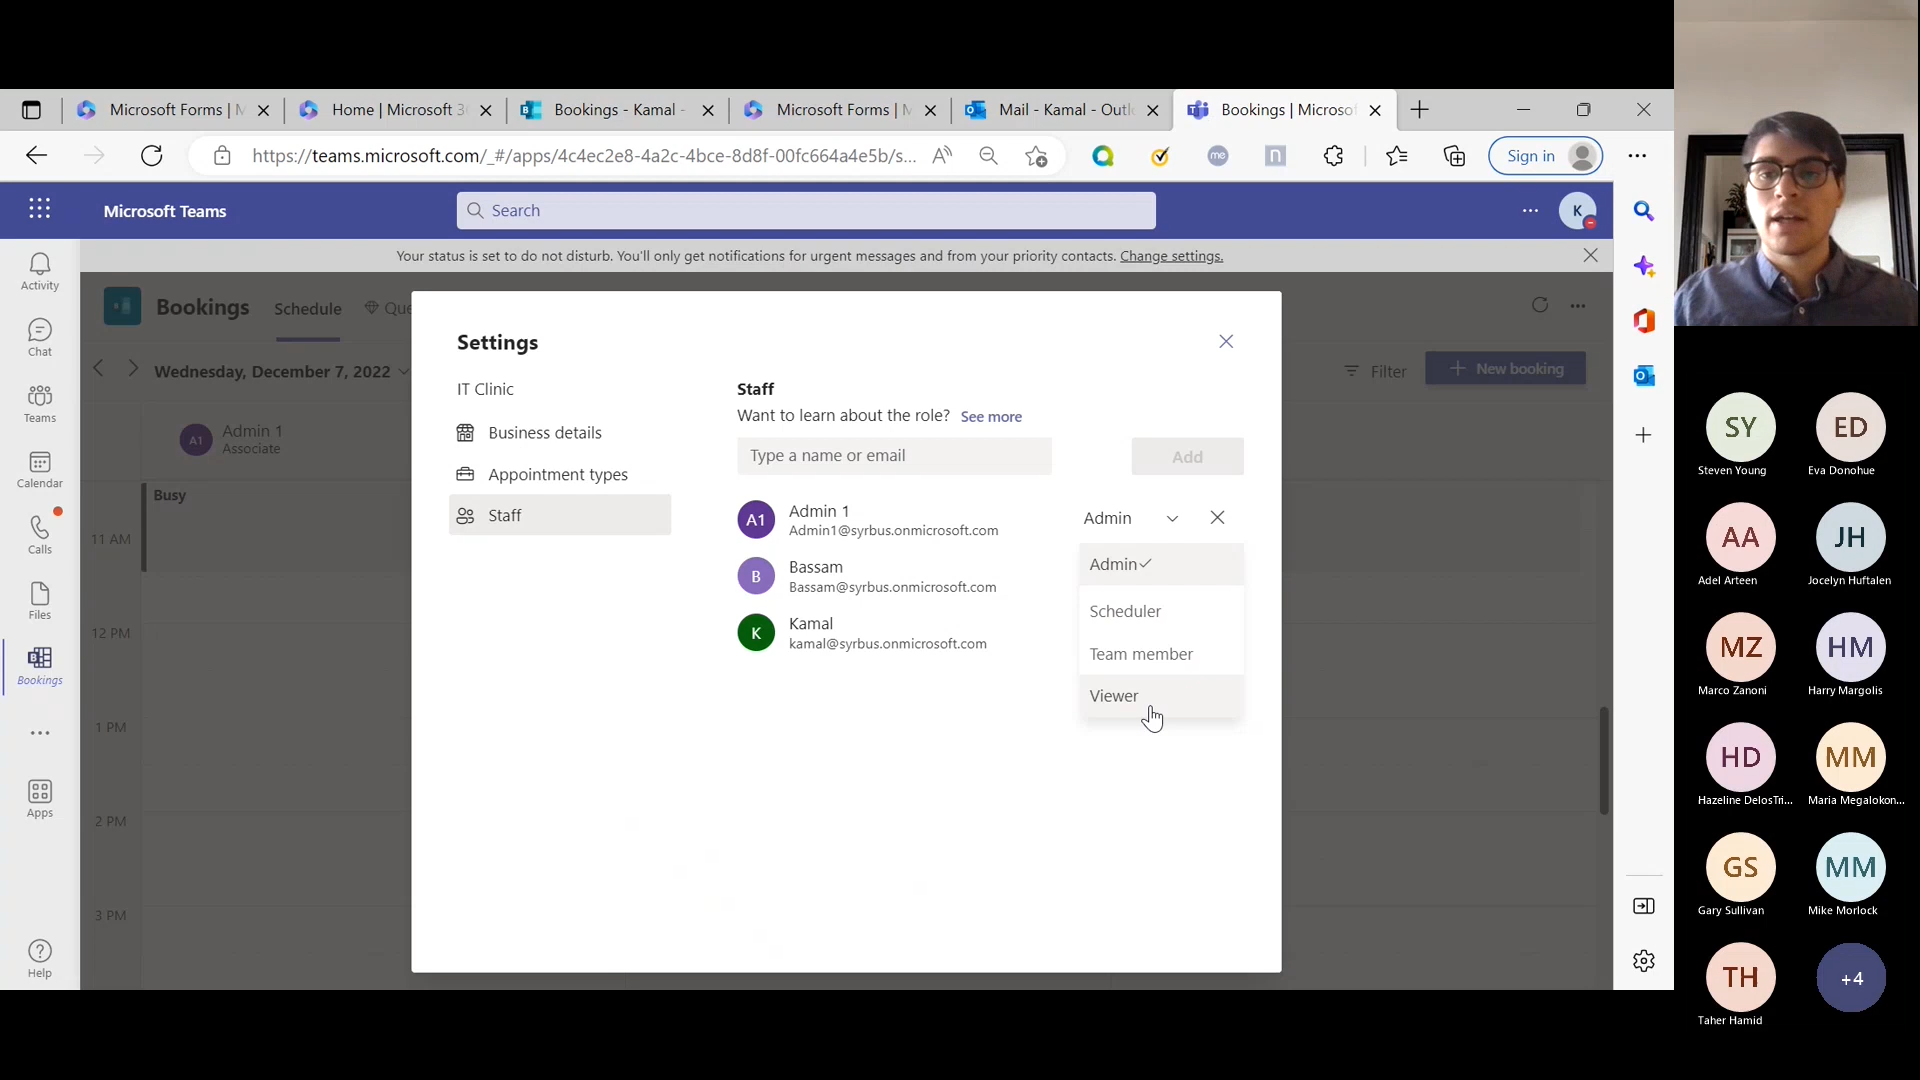 Microsoft Forms | M
Home | Microsoft 36
Bookings - Kamal -
Microsoft Forms | M
Mail - Kamal - Outlo
Bookings | Microsof
https://teams.microsoft.com/_#/apps/4c4ec2e8-4a2c-4bce-8d8f-00fc664a4e5b/s...
me
n
Sign in
Microsoft Teams
Search
K
Your status is set to do not disturb. You'll only get notifications for urgent messages and from your priority contacts. Change settings.
Activity
Chat
Teams
Calendar
Calls
Files
Bookings
Apps
Help
Bookings
Schedule
Que
Wednesday, December 7, 2022
Filter
+ New booking
A1
Admin 1
Associate
Busy
11 AM
12 PM
1 PM
2 PM
3 PM
Settings
IT Clinic
Business details
Appointment types
Staff
Staff
Want to learn about the role? See more
Type a name or email
Add
A1
Admin 1
Admin1@syrbus.onmicrosoft.com
B
Bassam
Bassam@syrbus.onmicrosoft.com
K
Kamal
kamal@syrbus.onmicrosoft.com
Admin
Admin
Scheduler
Team member
Viewer
SY
Steven Young
ED
Eva Donohue
AA
Adel Arteen
JH
Jocelyn Huftalen
MZ
Marco Zanoni
HM
Harry Margolis
HD
Hazeline DelosTri...
MM
Maria Megalokon...
GS
Gary Sullivan
MM
Mike Morlock
TH
Taher Hamid
+4